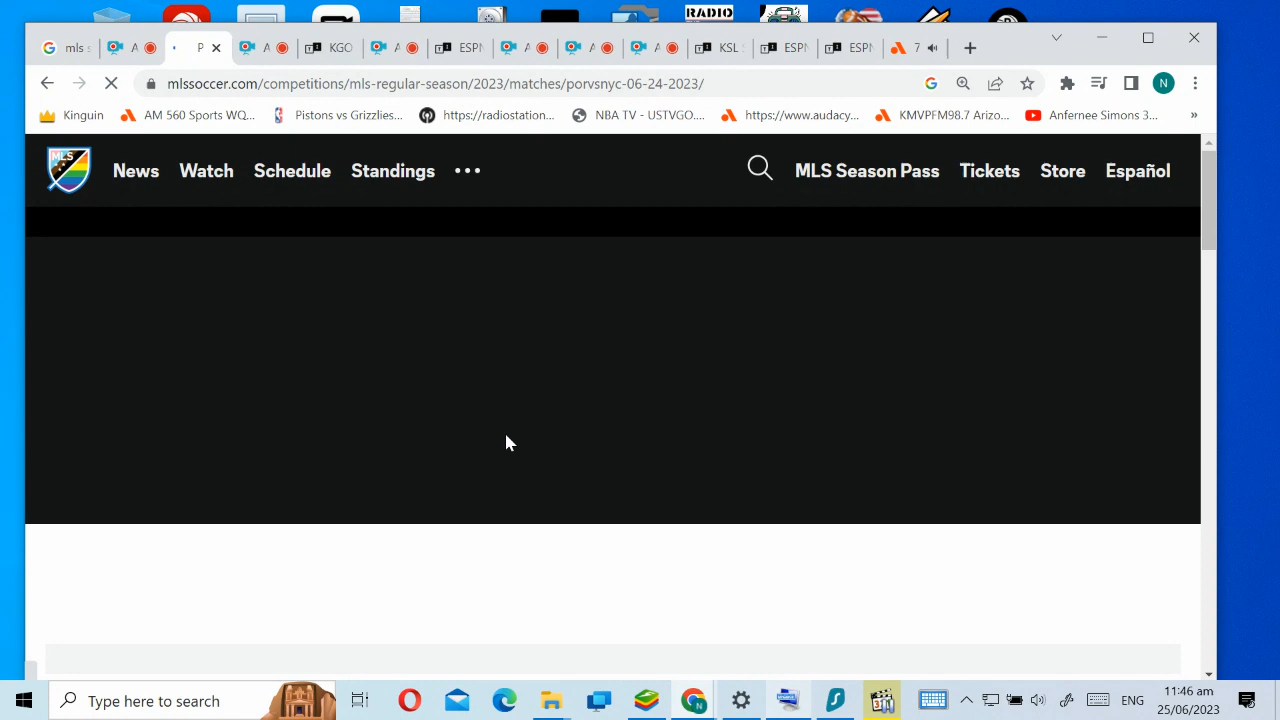 RADIO
mls s
A
P
A
KGO
A
ESPN
A
A
A
KSL
ESPN
ESPN
7
mlssoccer.com/competitions/mls-regular-season/2023/matches/porvsnyc-06-24-2023/
N
Kinguin
AM 560 Sports WQ...
Pistons vs Grizzlies...
https://radiostation...
NBA TV - USTVGO....
https://www.audacy...
KMVPFM98.7 Arizo...
Anfernee Simons 3...
»
MLS
News
Watch
Schedule
Standings
MLS Season Pass
Tickets
Store
Español
Type here to search
ENG
11:46 am
25/06/2023